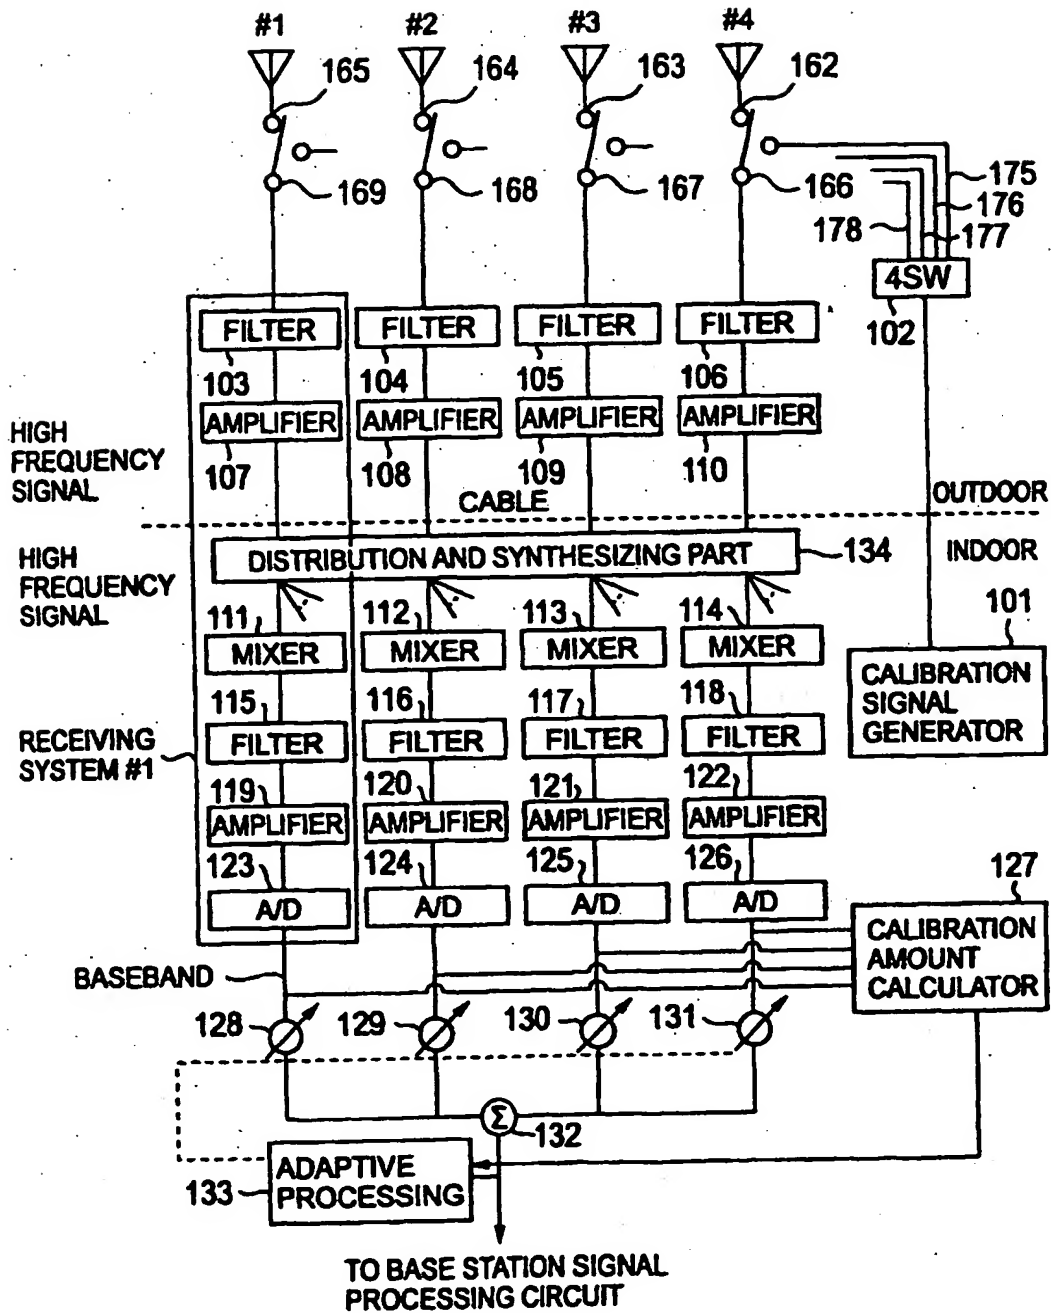 #1 #2 #3 #4
165 164 163 162
169 168 167 166 175
176
178 177
4SW
102
FILTER FILTER FILTER FILTER
103 104 105 106
AMPLIFIER AMPLIFIER AMPLIFIER AMPLIFIER
107 108 109 110
HIGH
FREQUENCY
SIGNAL
CABLE
OUTDOOR
INDOOR
DISTRIBUTION AND SYNTHESIZING PART
134
HIGH
FREQUENCY
SIGNAL
111 112 113 114
MIXER MIXER MIXER MIXER
101
CALIBRATION
SIGNAL
GENERATOR
115 116 117 118
FILTER FILTER FILTER FILTER
RECEIVING
SYSTEM #1
119 120 121 122
AMPLIFIER AMPLIFIER AMPLIFIER AMPLIFIER
123 124 125 126
A/D A/D A/D A/D
127
CALIBRATION
AMOUNT
CALCULATOR
BASEBAND
128 129 130 131
Σ
132
ADAPTIVE
PROCESSING
133
TO BASE STATION SIGNAL
PROCESSING CIRCUIT